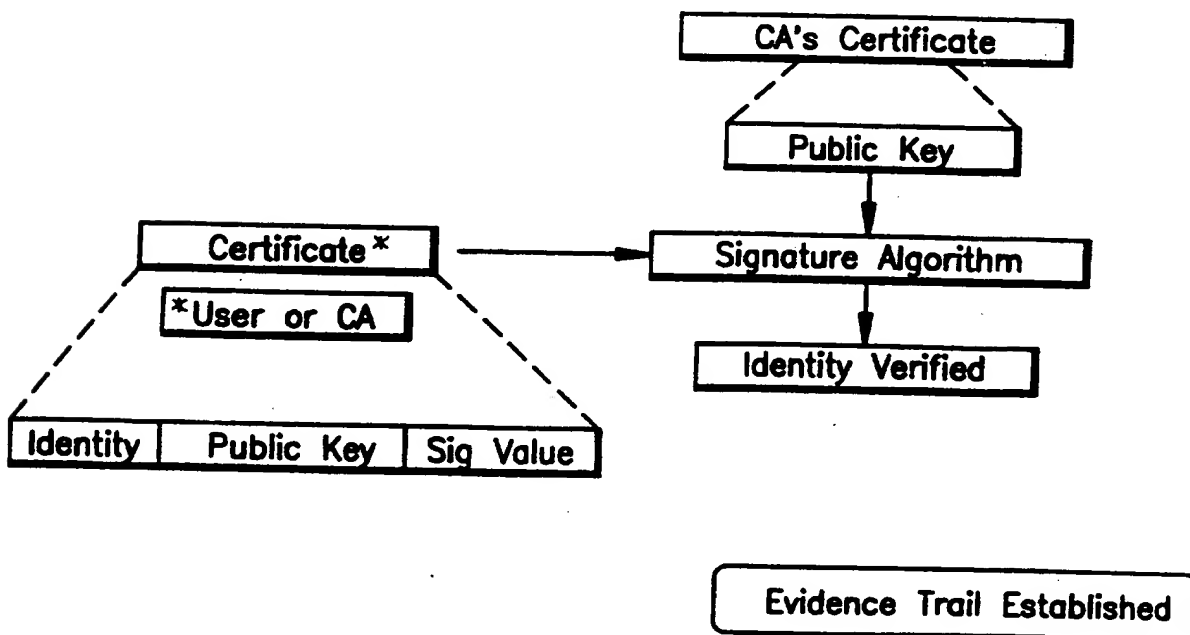 CA's Certificate
Public Key
Certificate*
Signature Algorithm
*User or CA
Identity Verified
Identity Public Key Sig Value
Evidence Trail Established